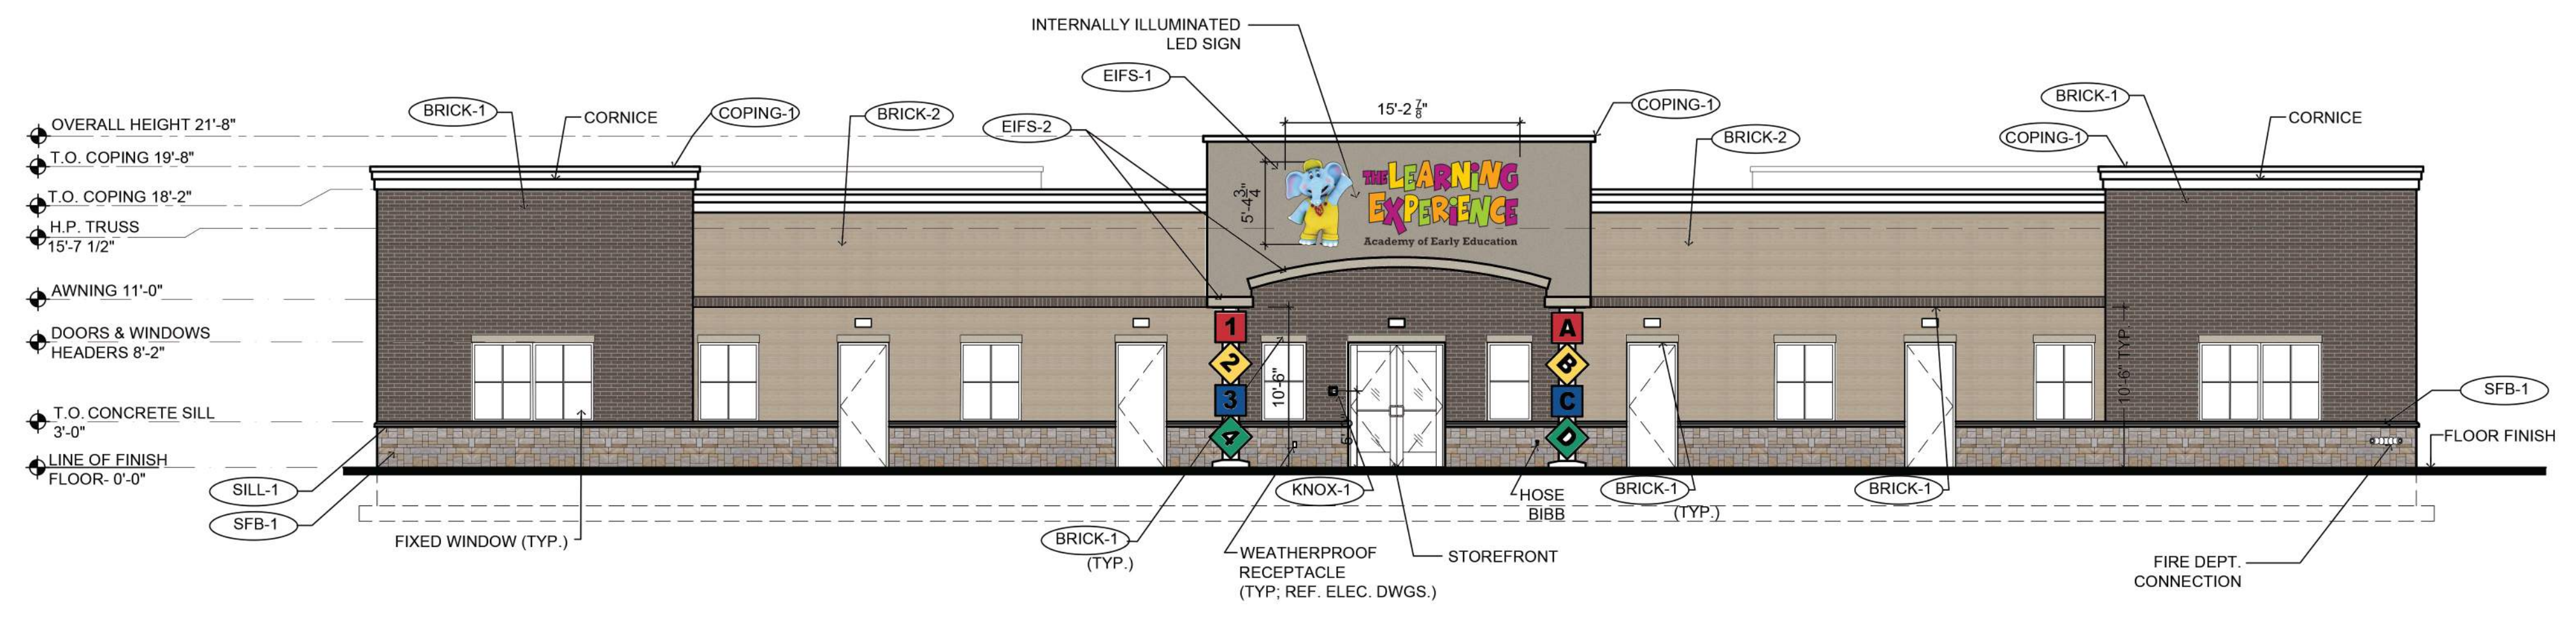 INTERNALLY ILLUMINATED
LED SIGN
EIFS-1
15'-2 7/8"
BRICK-1
CORNICE
COPING-1
BRICK-2
EIFS-2
COPING-1
BRICK-2
BRICK-1
COPING-1
CORNICE
OVERALL HEIGHT 21'-8"
T.O. COPING 19'-8"
T.O. COPING 18'-2"
H.P. TRUSS
15'-7 1/2"
AWNING 11'-0"
DOORS & WINDOWS
HEADERS 8'-2"
T.O. CONCRETE SILL
3'-0"
LINE OF FINISH
FLOOR- 0'-0"
5'-4 3/4"
THE LEARNING
EXPERIENCE
Academy of Early Education
1
2
3
4
A
B
C
D
10'-6"
10'-6" TYP.
SFB-1
FLOOR FINISH
SILL-1
SFB-1
FIXED WINDOW (TYP.)
BRICK-1
(TYP.)
WEATHERPROOF
RECEPTACLE
(TYP; REF. ELEC. DWGS.)
KNOX-1
STOREFRONT
HOSE
BIBB
BRICK-1
(TYP.)
BRICK-1
FIRE DEPT.
CONNECTION